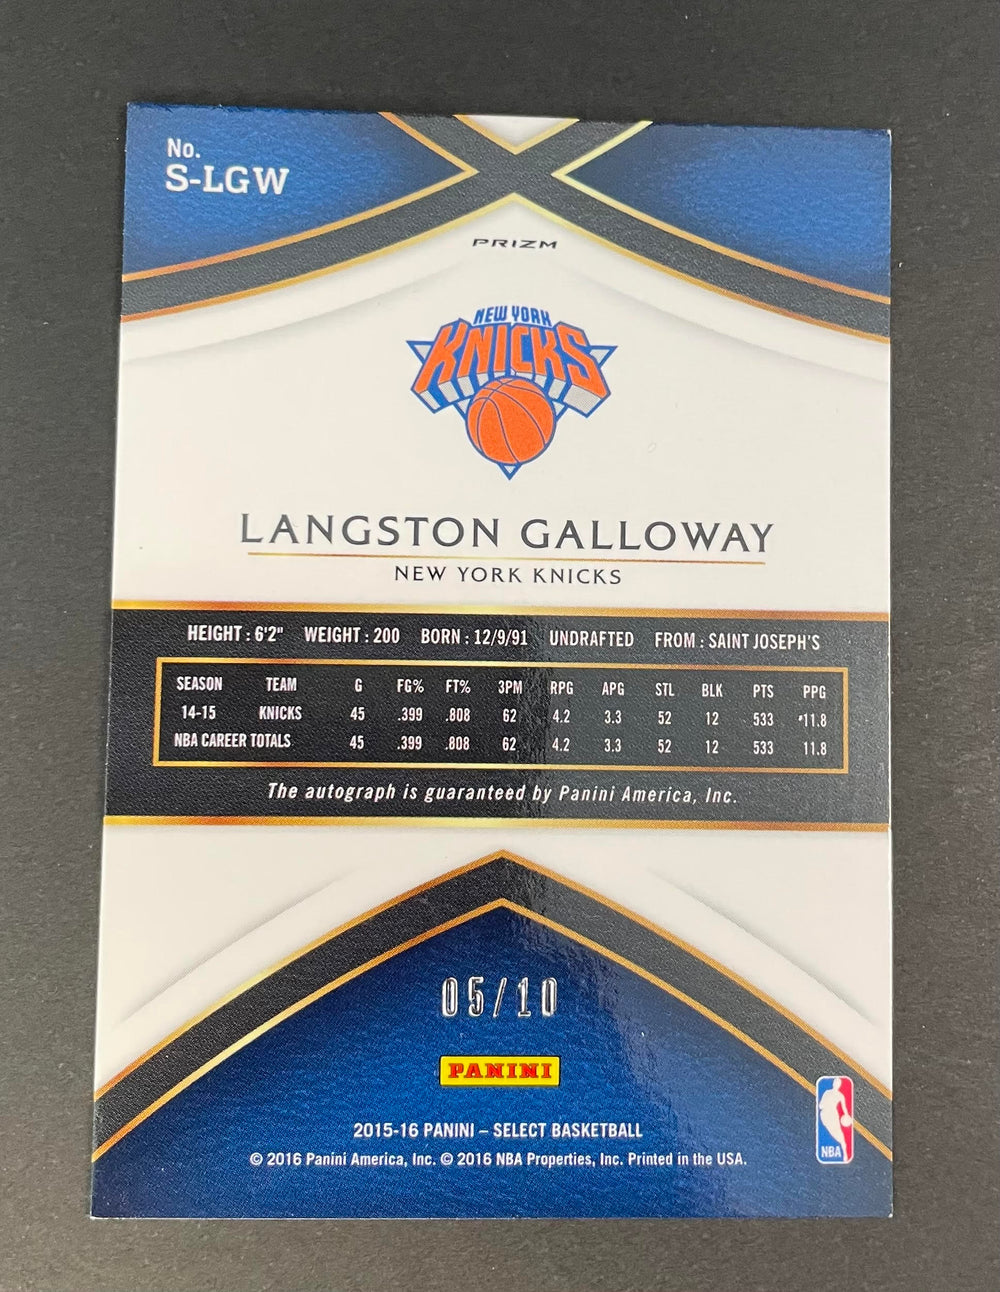 No.
S-LGW
PRIZM
NEW YORK
KNICKS
LANGSTON GALLOWAY
NEW YORK KNICKS
HEIGHT : 6'2" WEIGHT : 200 BORN : 12/9/91 UNDRAFTED FROM : SAINT JOSEPH'S
SEASON TEAM G FG% FT% 3PM RPG APG STL BLK PTS PPG
14-15 KNICKS 45 .399 .808 62 4.2 3.3 52 12 533 11.8
NBA CAREER TOTALS 45 .399 .808 62 4.2 3.3 52 12 533 11.8
The autograph is guaranteed by Panini America, Inc.
05/10
PANINI
2015-16 PANINI – SELECT BASKETBALL
© 2016 Panini America, Inc. © 2016 NBA Properties, Inc. Printed in the USA.
NBA